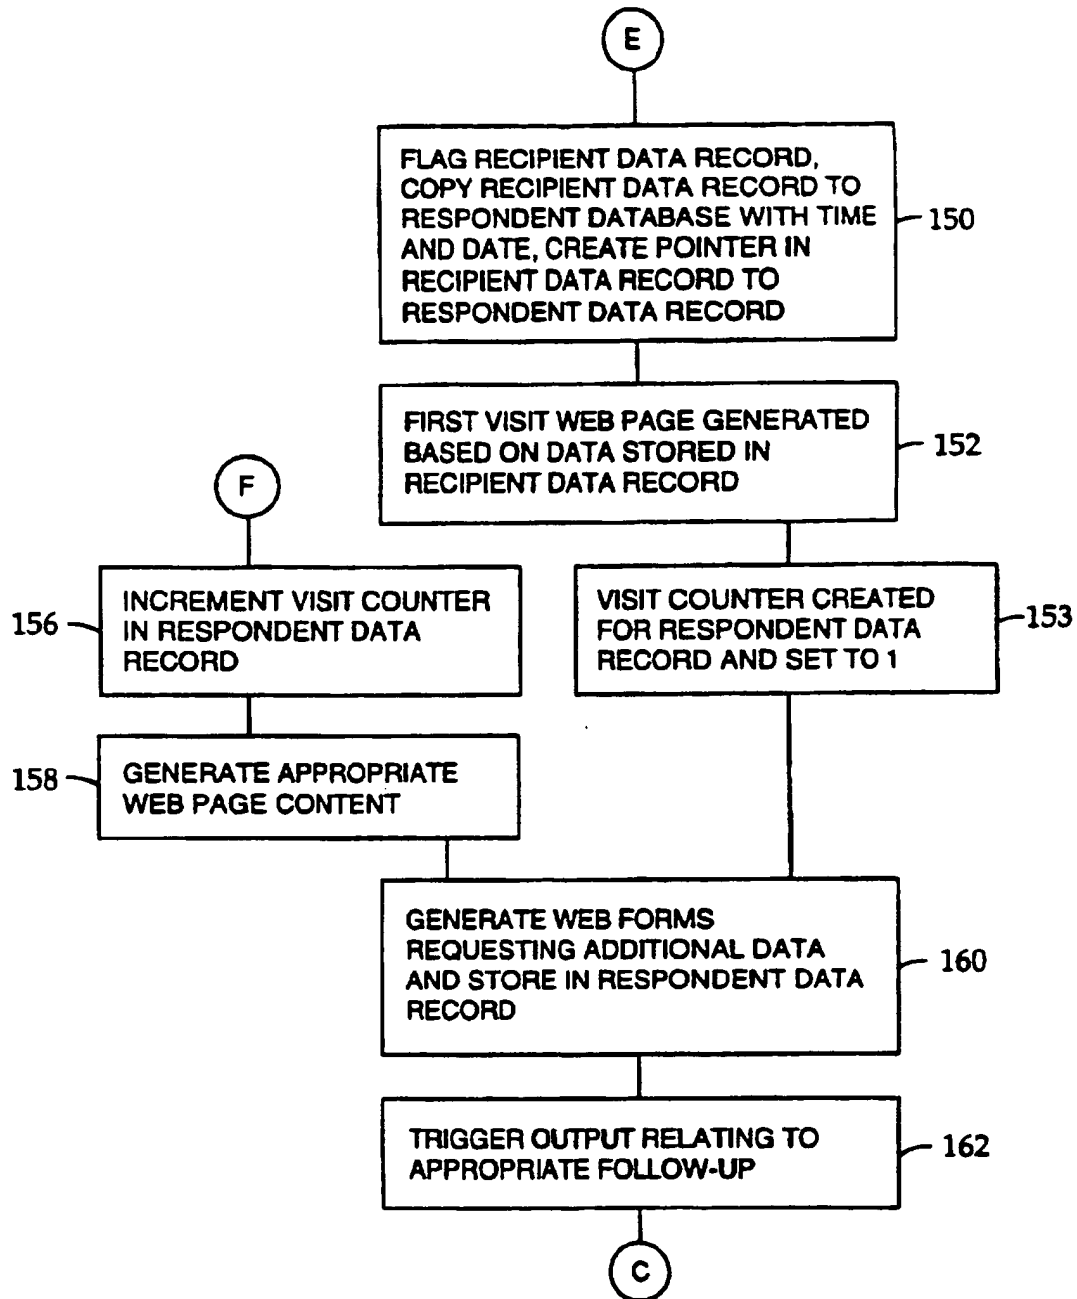 E
FLAG RECIPIENT DATA RECORD,
COPY RECIPIENT DATA RECORD TO
RESPONDENT DATABASE WITH TIME
AND DATE, CREATE POINTER IN
RECIPIENT DATA RECORD TO
RESPONDENT DATA RECORD
150
FIRST VISIT WEB PAGE GENERATED
BASED ON DATA STORED IN
RECIPIENT DATA RECORD
152
F
156
INCREMENT VISIT COUNTER
IN RESPONDENT DATA
RECORD
VISIT COUNTER CREATED
FOR RESPONDENT DATA
RECORD AND SET TO 1
153
158
GENERATE APPROPRIATE
WEB PAGE CONTENT
GENERATE WEB FORMS
REQUESTING ADDITIONAL DATA
AND STORE IN RESPONDENT DATA
RECORD
160
TRIGGER OUTPUT RELATING TO
APPROPRIATE FOLLOW-UP
162
C